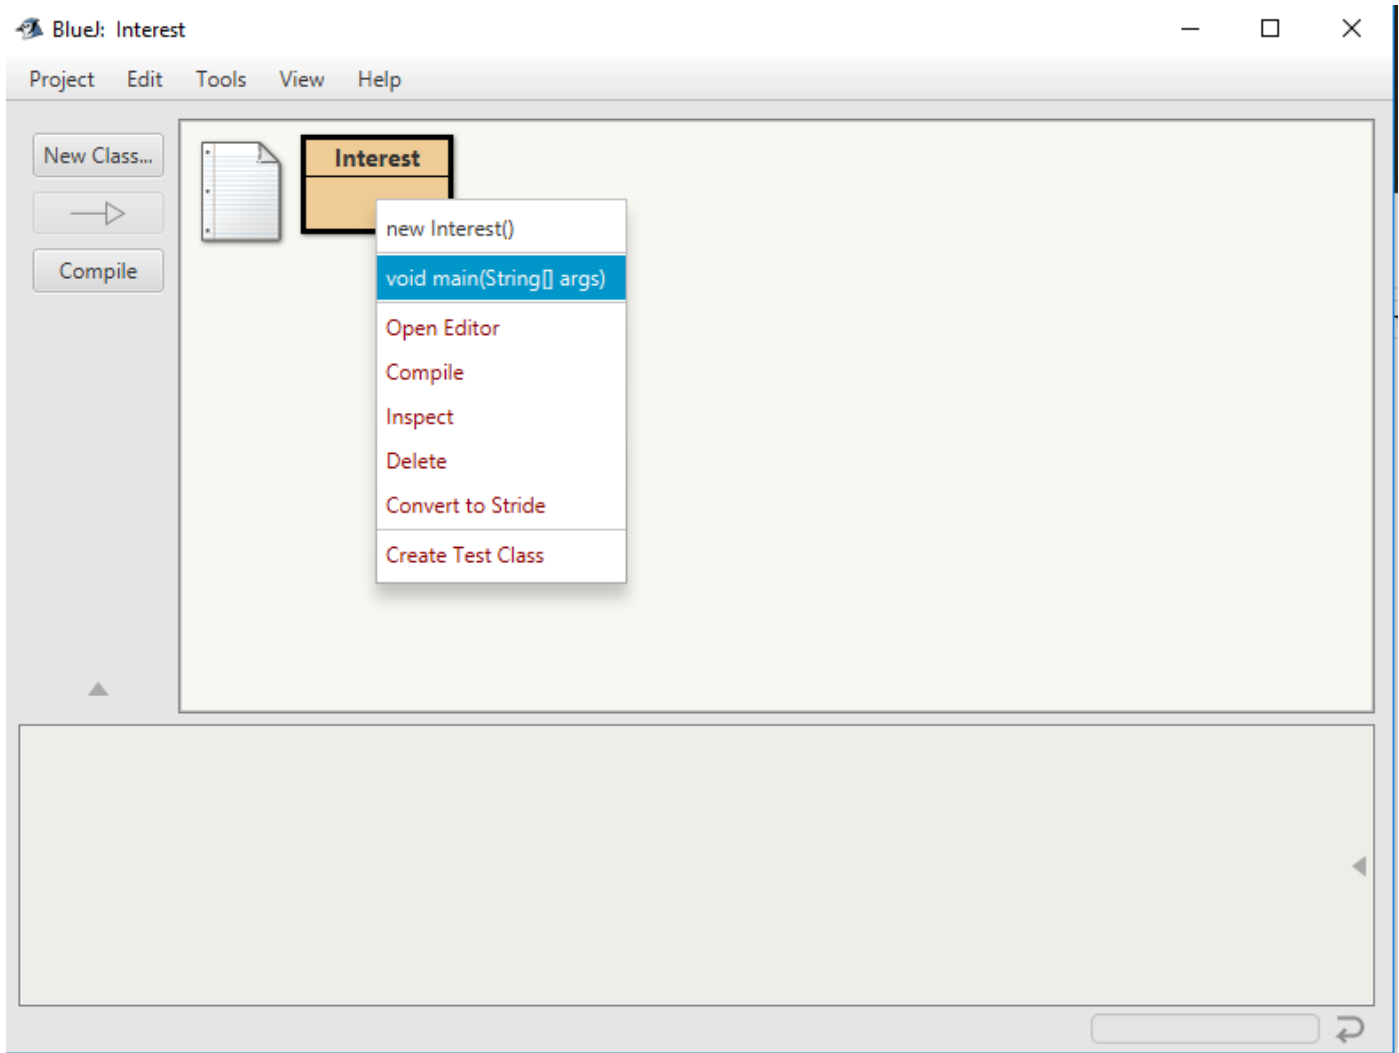 BlueJ: Interest
Project Edit Tools View Help
New Class...
Compile
Interest
new Interest()
void main(String[] args)
Open Editor
Compile
Inspect
Delete
Convert to Stride
Create Test Class